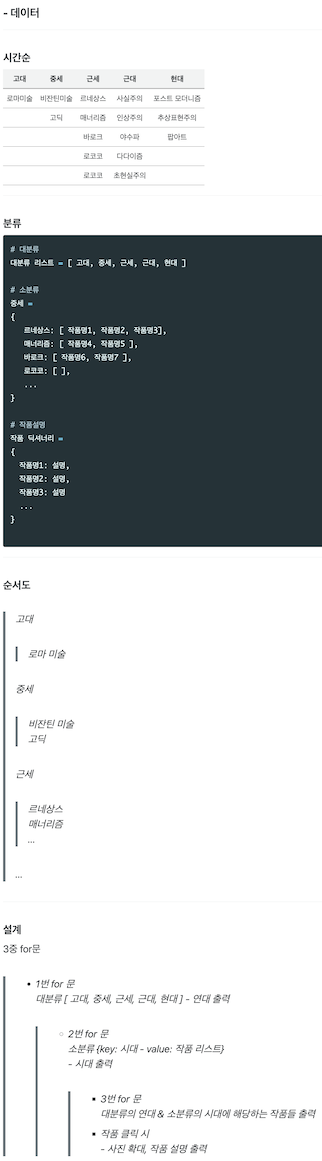 - 데이터
시간순
고대 중세 근세 근대 현대
로마미술 비잔틴미술 르네상스 사실주의 포스트 모더니즘
고딕 매너리즘 인상주의 추상표현주의
바로크 야수파 팝아트
로코코 다다이즘
로코코 초현실주의
분류
# 대분류
대분류 리스트 = [ 고대, 중세, 근세, 근대, 현대 ]
# 소분류
중세 =
{
르네상스: [ 작품명1, 작품명2, 작품명3],
매너리즘: [ 작품명4, 작품명5 ],
바로크: [ 작품명6, 작품명7 ],
로코코: [ ],
...
}
# 작품설명
작품 딕셔너리 =
{
작품명1: 설명,
작품명2: 설명,
작품명3: 설명
...
}
순서도
고대
로마 미술
중세
비잔틴 미술
고딕
근세
르네상스
매너리즘
...
...
설계
3중 for문
• 1번 for 문
대분류 [ 고대, 중세, 근세, 근대, 현대 ] - 연대 출력
◦ 2번 for 문
소분류 {key: 시대 - value: 작품 리스트}
- 시대 출력
▪ 3번 for 문
대분류의 연대 & 소분류의 시대에 해당하는 작품들 출력
▪ 작품 클릭 시
- 사진 확대, 작품 설명 출력